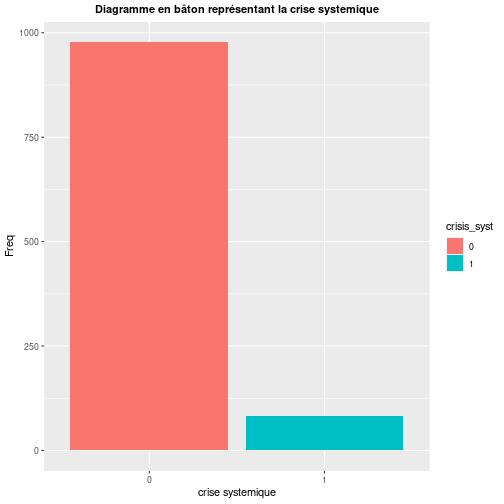 Diagramme en bâton représentant la crise systemique
1000
750
500
250
0
Freq
0
1
crise systemique
crisis_syst
0
1